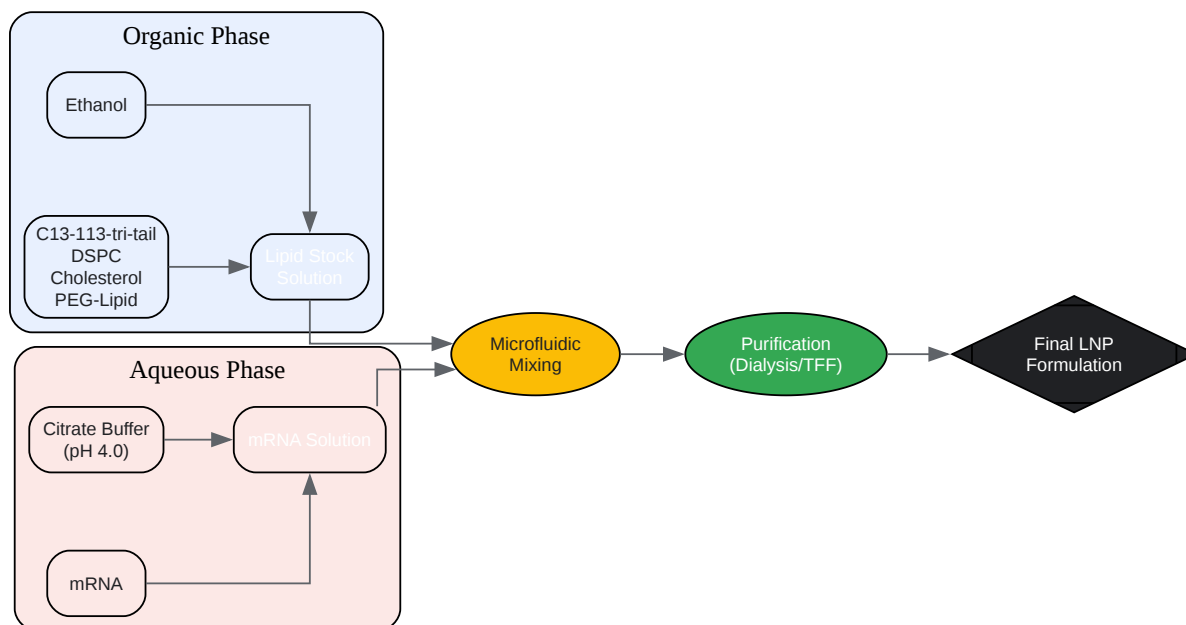 Organic Phase
Ethanol
C13-113-tri-tail
DSPC
Cholesterol
PEG-Lipid
Lipid Stock
Solution
Aqueous Phase
Citrate Buffer
(pH 4.0)
mRNA Solution
mRNA
Microfluidic
Mixing
Purification
(Dialysis/TFF)
Final LNP
Formulation